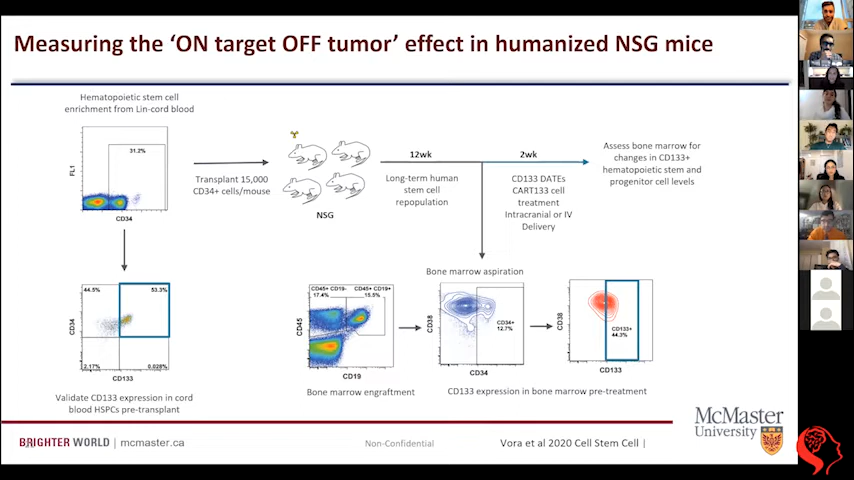 Measuring the ‘ON target OFF tumor’ effect in humanized NSG mice
Hematopoietic stem cell
enrichment from Lin-cord blood
31.2%
FL1
CD34
Transplant 15,000
CD34+ cells/mouse
NSG
12wk
Long-term human
stem cell
repopulation
2wk
CD133 DATEs
CART133 cell
treatment
Intracranial or IV
Delivery
Assess bone marrow for
changes in CD133+
hematopoietic stem and
progenitor cell levels
44.5%
53.3%
CD34
2.17%
0.028%
CD133
Validate CD133 expression in cord
blood HSPCs pre-transplant
Bone marrow aspiration
CD45+ CD19-
17.4%
CD45+ CD19+
15.5%
CD45
CD19
Bone marrow engraftment
CD38
CD34+
12.7%
CD34
CD38
CD133+
44.3%
CD133
CD133 expression in bone marrow pre-treatment
BRIGHTER WORLD | mcmaster.ca
Non-Confidential
Vora et al 2020 Cell Stem Cell |
McMaster
University